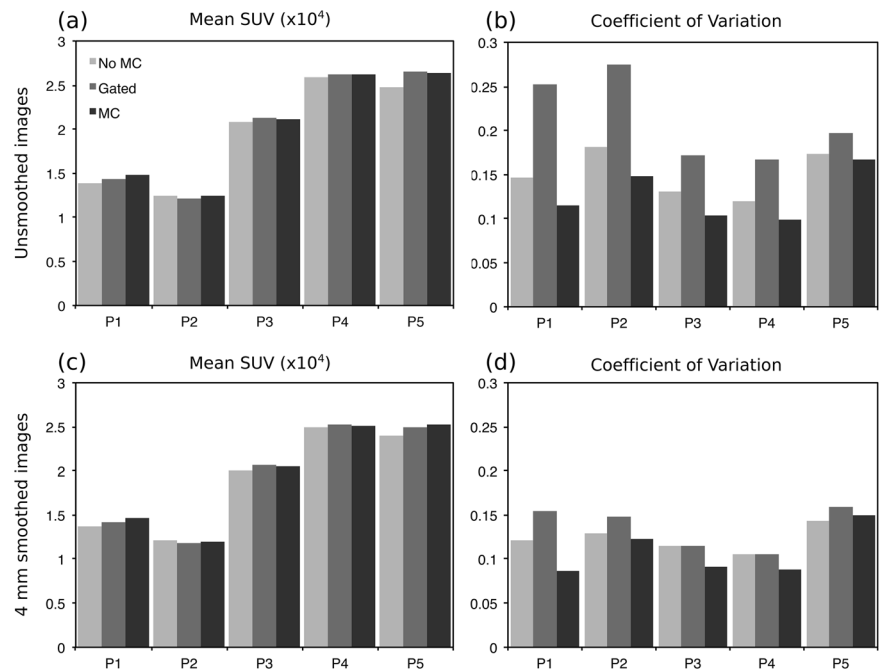 (a) Mean SUV (x10⁴)
(b) Coefficient of Variation
Unsmoothed images
3
2.5
2
1.5
1
0.5
0
No MC
Gated
MC
P1 P2 P3 P4 P5
0.3
0.25
0.2
0.15
0.1
0.05
0
P1 P2 P3 P4 P5
(c) Mean SUV (x10⁴)
(d) Coefficient of Variation
4 mm smoothed images
3
2.5
2
1.5
1
0.5
0
P1 P2 P3 P4 P5
0.3
0.25
0.2
0.15
0.1
0.05
0
P1 P2 P3 P4 P5